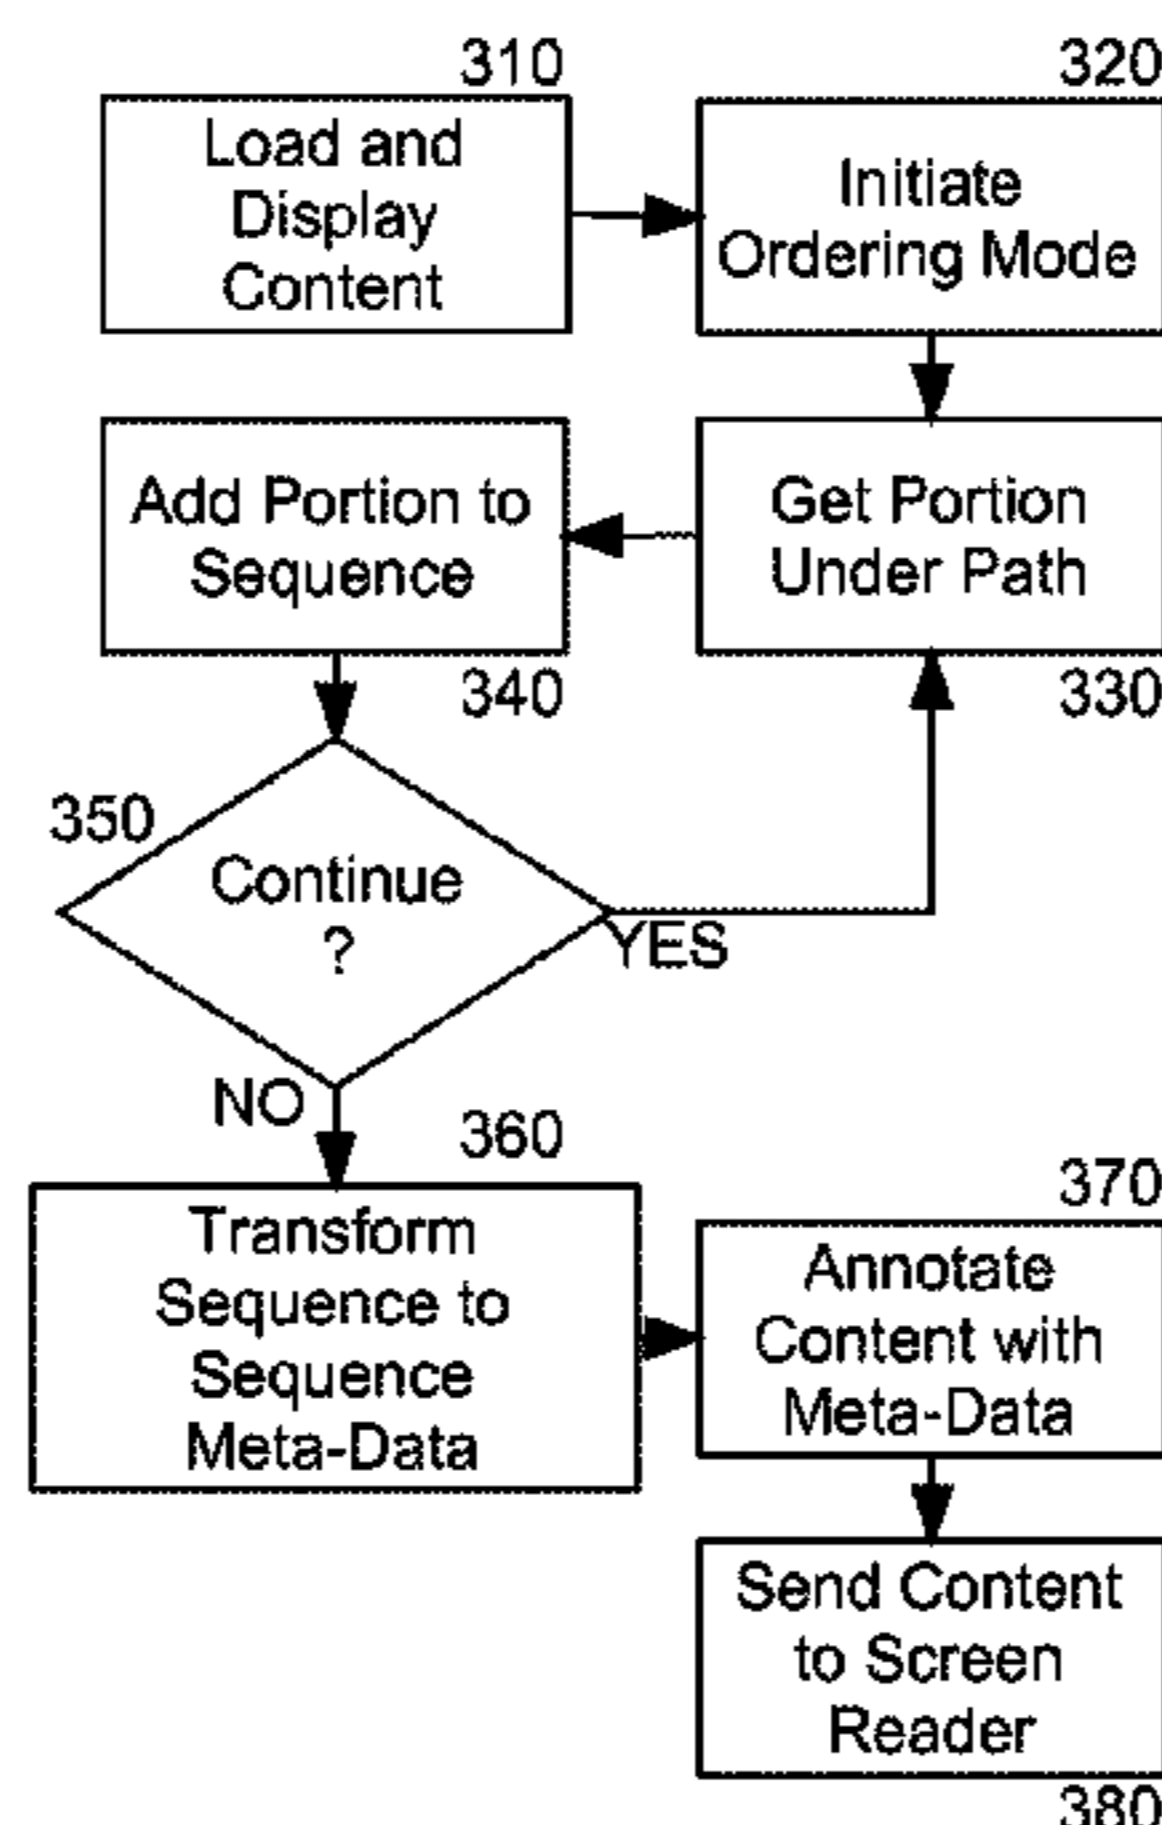 310
Load and
Display
Content
320
Initiate
Ordering Mode
Get Portion
Under Path
330
Add Portion to
Sequence
340
350
Continue
?
YES
NO
360
Transform
Sequence to
Sequence
Meta-Data
370
Annotate
Content with
Meta-Data
Send Content
to Screen
Reader
380